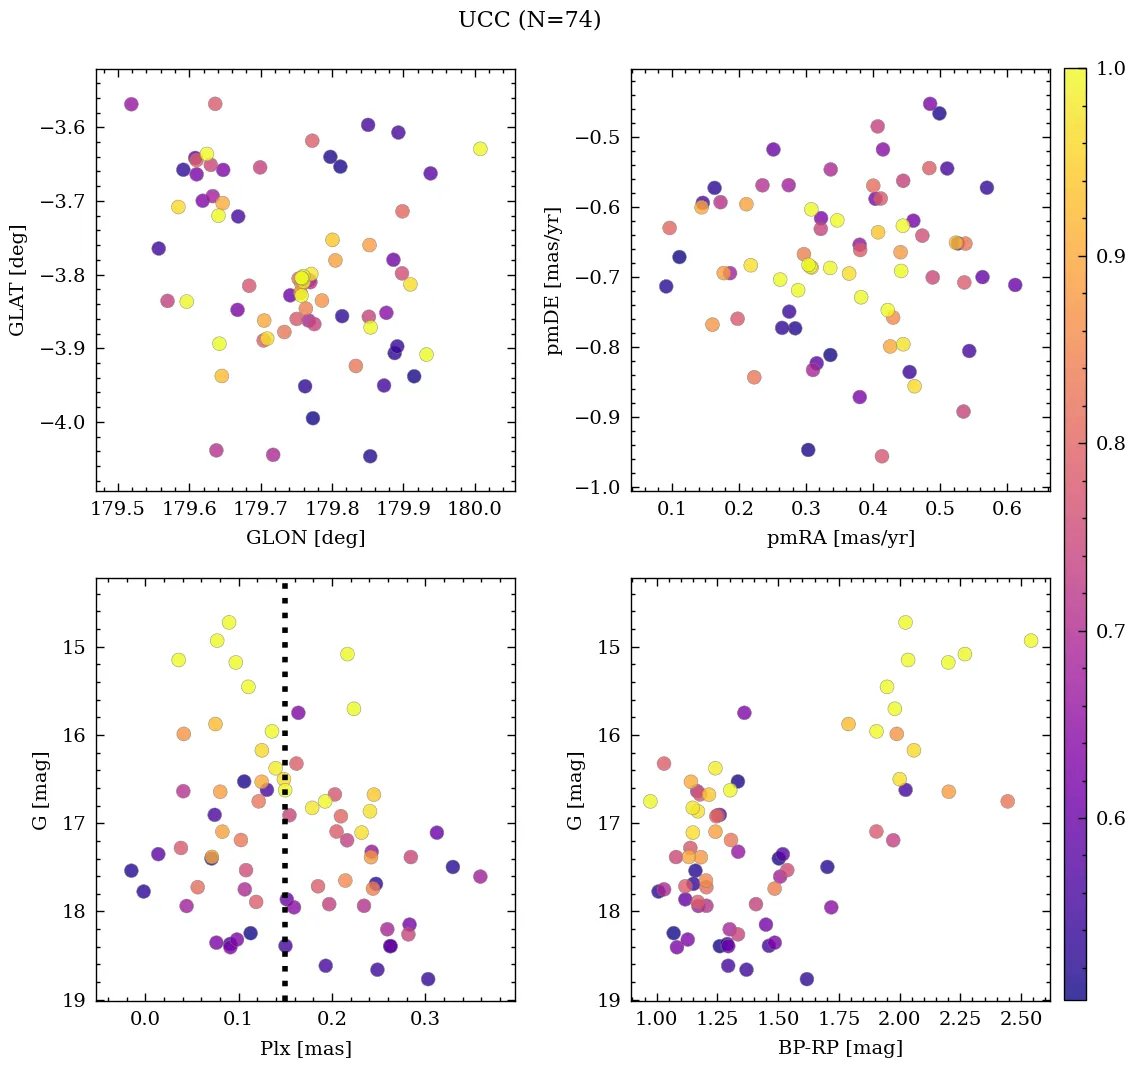 UCC (N=74)
−3.6
−3.7
−3.8
−3.9
−4.0
GLAT [deg]
179.5 179.6 179.7 179.8 179.9 180.0
GLON [deg]
−0.5
−0.6
−0.7
−0.8
−0.9
−1.0
pmDE [mas/yr]
0.1 0.2 0.3 0.4 0.5 0.6
pmRA [mas/yr]
15
16
17
18
19
G [mag]
0.0 0.1 0.2 0.3
Plx [mas]
15
16
17
18
19
G [mag]
1.00 1.25 1.50 1.75 2.00 2.25 2.50
BP-RP [mag]
1.0
0.9
0.8
0.7
0.6